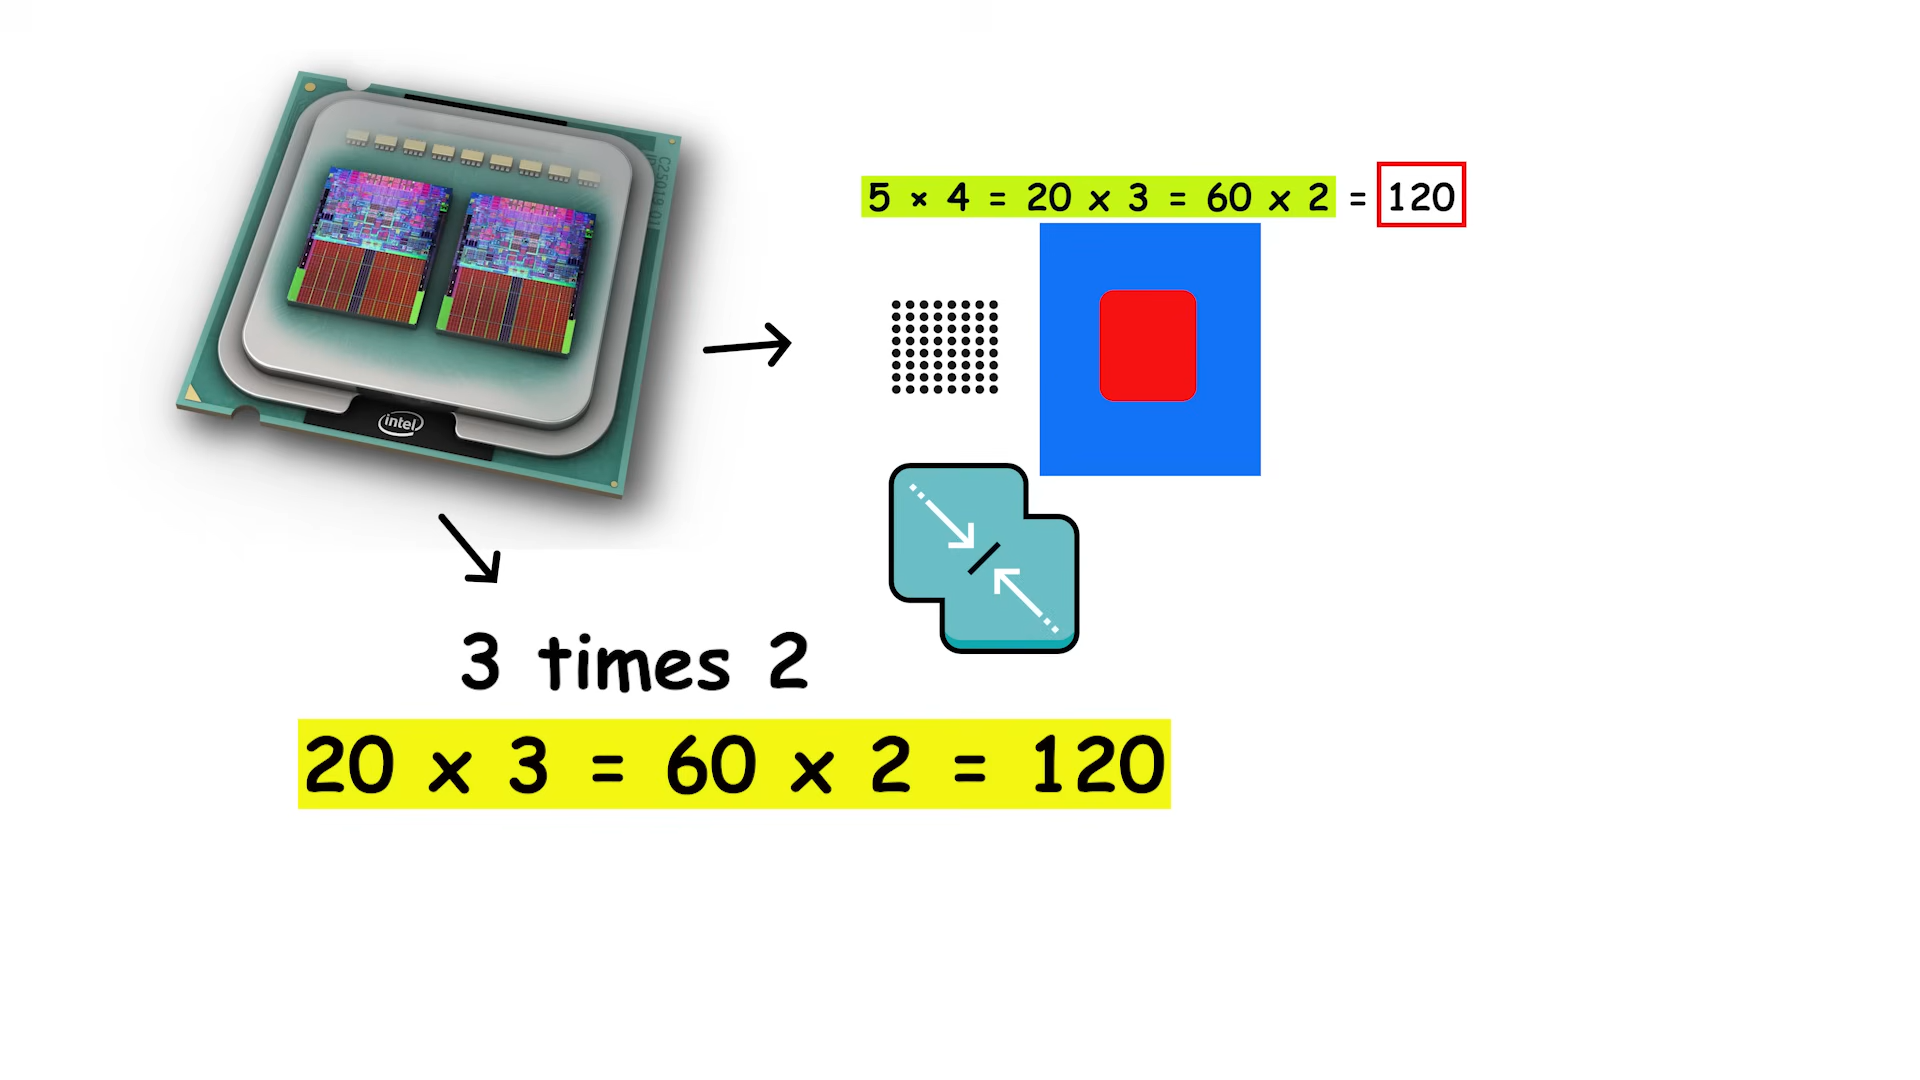 5 × 4 = 20 x 3 = 60 x 2 = 120
intel
3 times 2
20 x 3 = 60 x 2 = 120